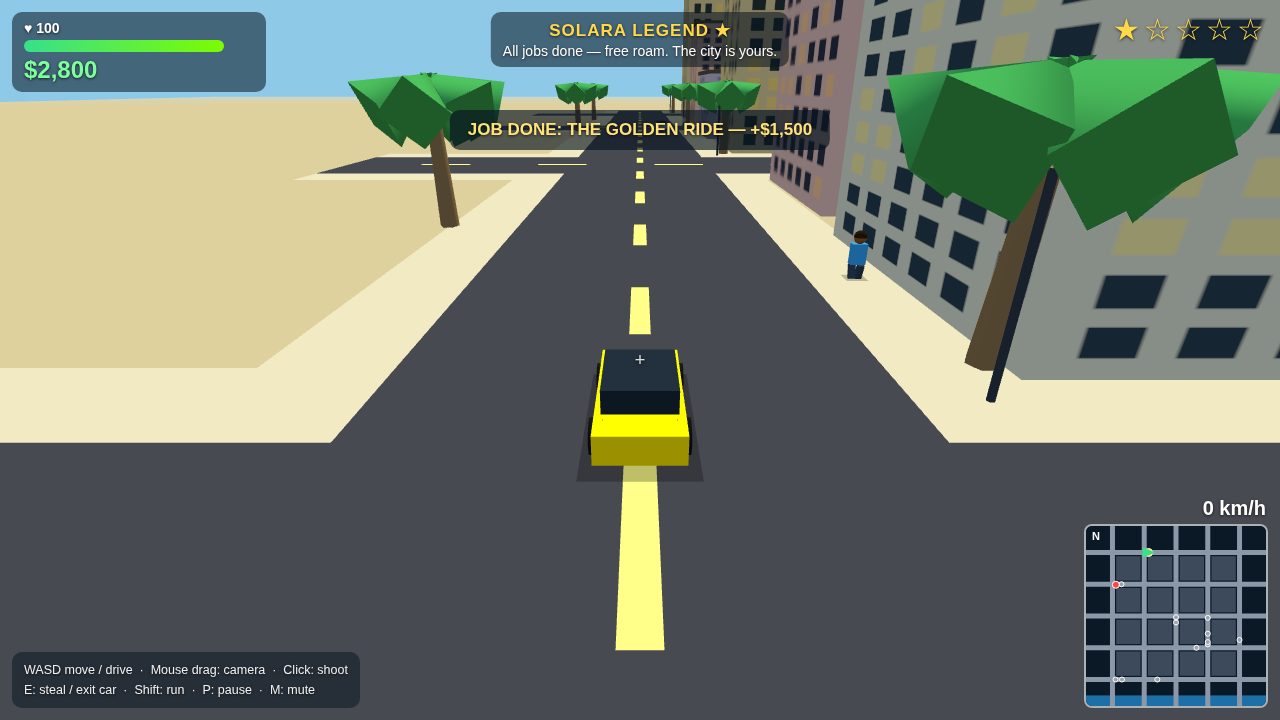 ♥ 100
$2,800
SOLARA LEGEND ★
All jobs done — free roam. The city is yours.
★☆☆☆☆
JOB DONE: THE GOLDEN RIDE — +$1,500
0 km/h
N
WASD move / drive · Mouse drag: camera · Click: shoot
E: steal / exit car · Shift: run · P: pause · M: mute